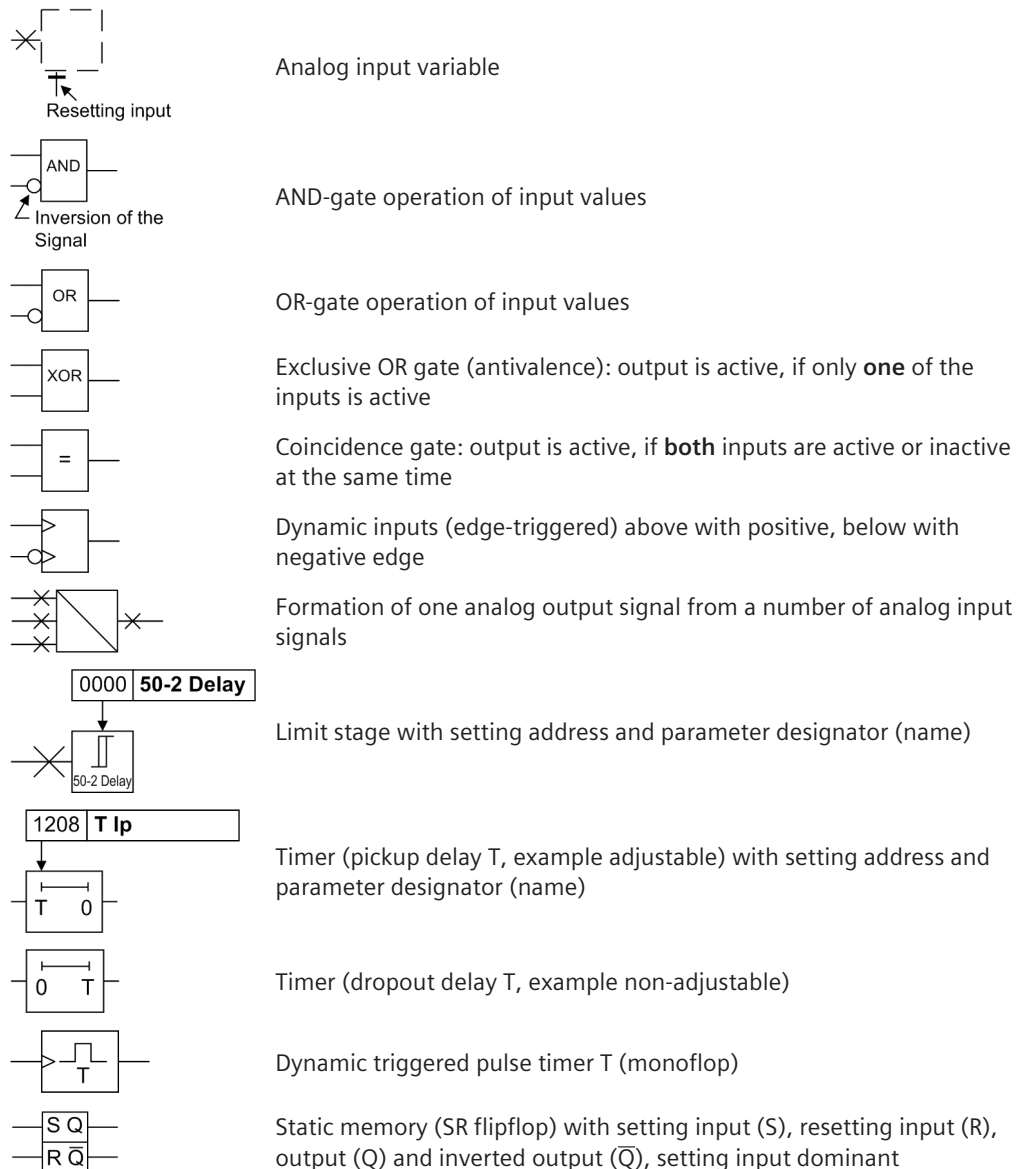 Analog input variable
Resetting input
AND
AND-gate operation of input values
Inversion of the
Signal
OR
OR-gate operation of input values
XOR
Exclusive OR gate (antivalence): output is active, if only one of the
inputs is active
=
Coincidence gate: output is active, if both inputs are active or inactive
at the same time
Dynamic inputs (edge-triggered) above with positive, below with
negative edge
Formation of one analog output signal from a number of analog input
signals
0000 50-2 Delay
Limit stage with setting address and parameter designator (name)
50-2 Delay
1208 T Ip
Timer (pickup delay T, example adjustable) with setting address and
parameter designator (name)
T 0
Timer (dropout delay T, example non-adjustable)
0 T
Dynamic triggered pulse timer T (monoflop)
T
S Q
Static memory (SR flipflop) with setting input (S), resetting input (R),
R Q̅
output (Q) and inverted output (Q̅), setting input dominant